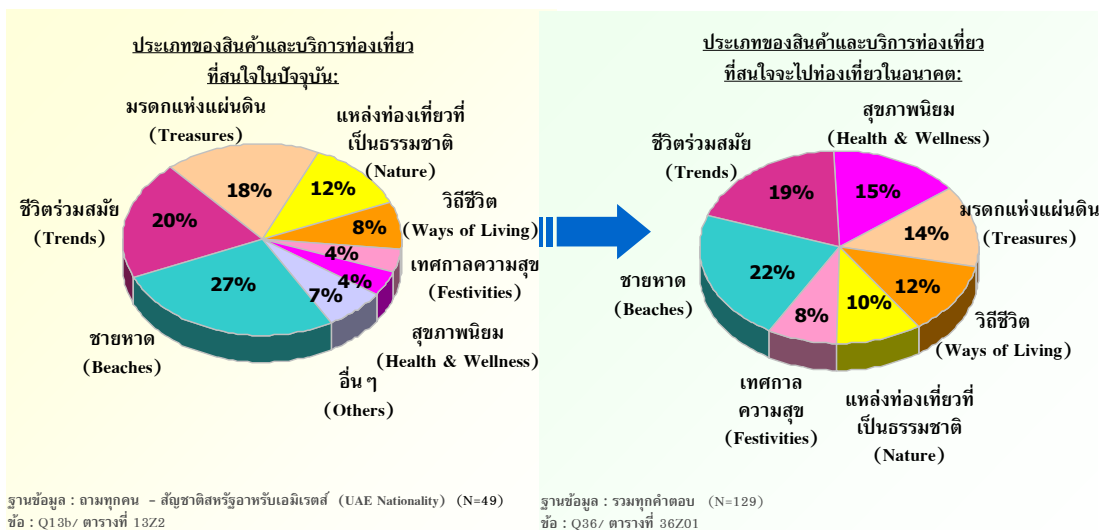 ประเภทของสินค้าและบริการท่องเที่ยว
ที่สนใจในปัจจุบัน:
มรดกแห่งแผ่นดิน
(Treasures)
แหล่งท่องเที่ยวที่
เป็นธรรมชาติ
(Nature)
ชีวิตร่วมสมัย
(Trends)
วิถีชีวิต
(Ways of Living)
เทศกาลความสุข
(Festivities)
สุขภาพนิยม
(Health & Wellness)
อื่น ๆ
(Others)
ชายหาด
(Beaches)
18%
12%
20%
8%
4%
4%
7%
27%
ฐานข้อมูล : ถามทุกคน - สัญชาติสหรัฐอาหรับเอมิเรตส์ (UAE Nationality) (N=49)
ข้อ : Q13b/ ตารางที่ 13Z2
ประเภทของสินค้าและบริการท่องเที่ยว
ที่สนใจจะไปท่องเที่ยวในอนาคต:
สุขภาพนิยม
(Health & Wellness)
ชีวิตร่วมสมัย
(Trends)
มรดกแห่งแผ่นดิน
(Treasures)
ชายหาด
(Beaches)
วิถีชีวิต
(Ways of Living)
เทศกาล
ความสุข
(Festivities)
แหล่งท่องเที่ยวที่
เป็นธรรมชาติ
(Nature)
19%
15%
14%
22%
12%
10%
8%
ฐานข้อมูล : รวมทุกคำตอบ (N=129)
ข้อ : Q36/ ตารางที่ 36Z01